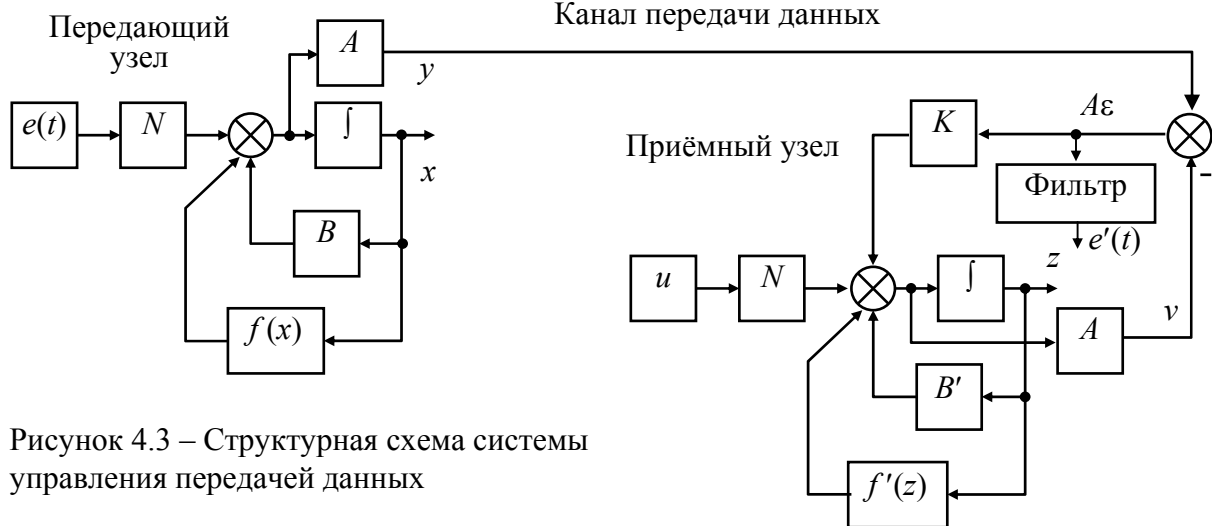 Канал передачи данных
Передающий
узел
A
y
e(t)
N
∫
x
B
f(x)
Aε
K
Приёмный узел
Фильтр
-
e′(t)
z
u
N
∫
v
A
B′
f′(z)
Рисунок 4.3 – Структурная схема системы
управления передачей данных